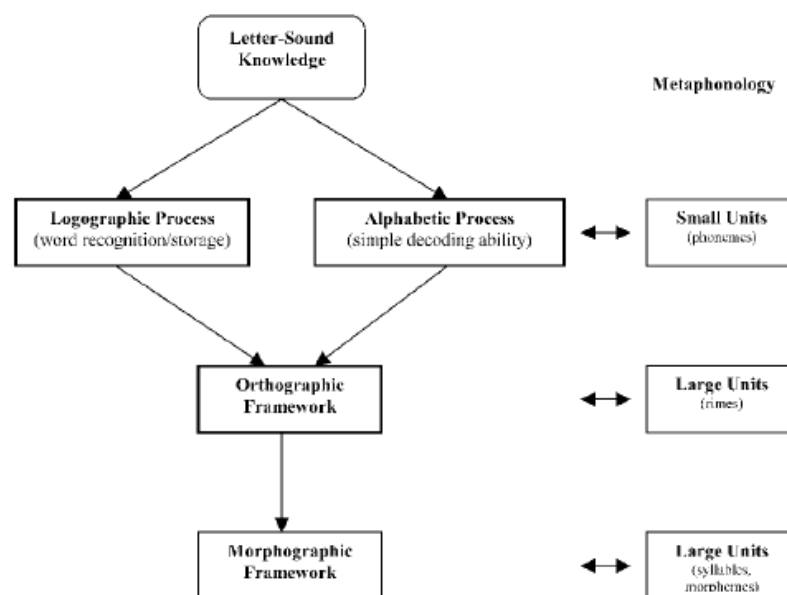 Letter-Sound
Knowledge
Metaphonology
Logographic Process
(word recognition/storage)
Alphabetic Process
(simple decoding ability)
Small Units
(phonemes)
Orthographic
Framework
Large Units
(rimes)
Morphographic
Framework
Large Units
(syllables,
morphemes)